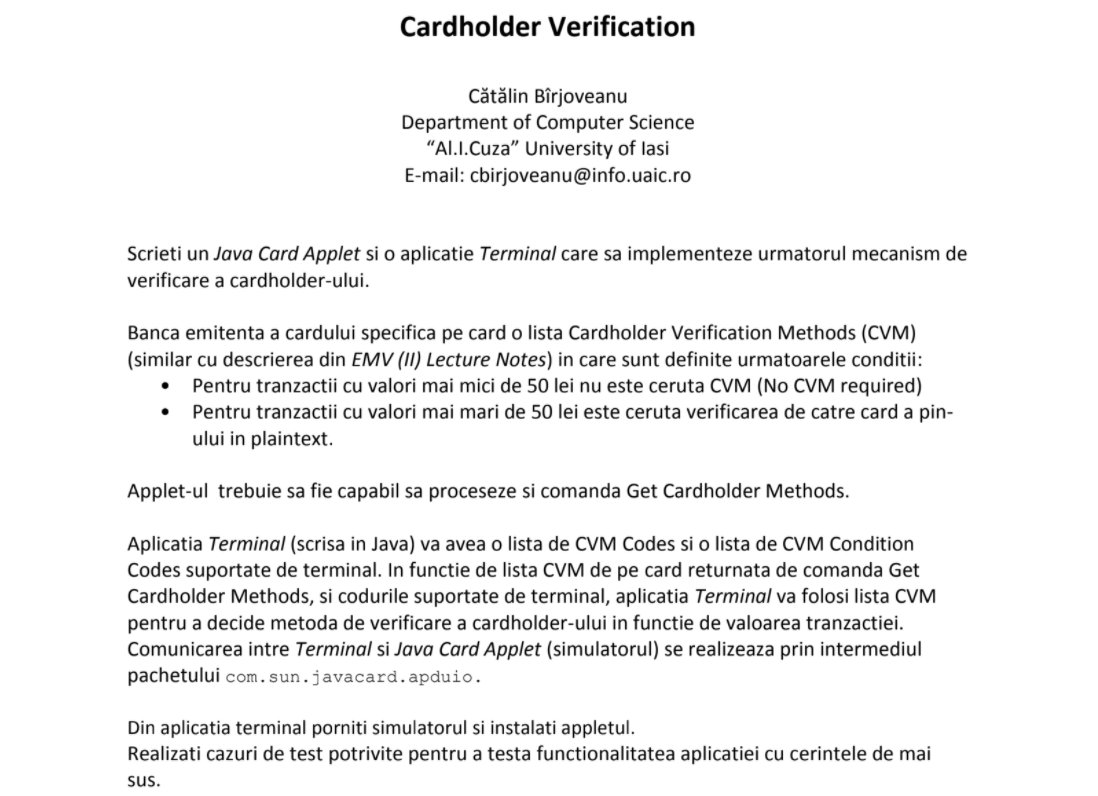 Cardholder Verification
Cătălin Bîrjoveanu
Department of Computer Science
“Al.I.Cuza” University of Iasi
E-mail: cbirjoveanu@info.uaic.ro
Scrieti un Java Card Applet si o aplicatie Terminal care sa implementeze urmatorul mecanism de
verificare a cardholder-ului.
Banca emitenta a cardului specifica pe card o lista Cardholder Verification Methods (CVM)
(similar cu descrierea din EMV (II) Lecture Notes) in care sunt definite urmatoarele conditii:
• Pentru tranzactii cu valori mai mici de 50 lei nu este ceruta CVM (No CVM required)
• Pentru tranzactii cu valori mai mari de 50 lei este ceruta verificarea de catre card a pin-
ului in plaintext.
Applet-ul  trebuie sa fie capabil sa proceseze si comanda Get Cardholder Methods.
Aplicatia Terminal (scrisa in Java) va avea o lista de CVM Codes si o lista de CVM Condition
Codes suportate de terminal. In functie de lista CVM de pe card returnata de comanda Get
Cardholder Methods, si codurile suportate de terminal, aplicatia Terminal va folosi lista CVM
pentru a decide metoda de verificare a cardholder-ului in functie de valoarea tranzactiei.
Comunicarea intre Terminal si Java Card Applet (simulatorul) se realizeaza prin intermediul
pachetului com.sun.javacard.apduio.
Din aplicatia terminal porniti simulatorul si instalati appletul.
Realizati cazuri de test potrivite pentru a testa functionalitatea aplicatiei cu cerintele de mai
sus.